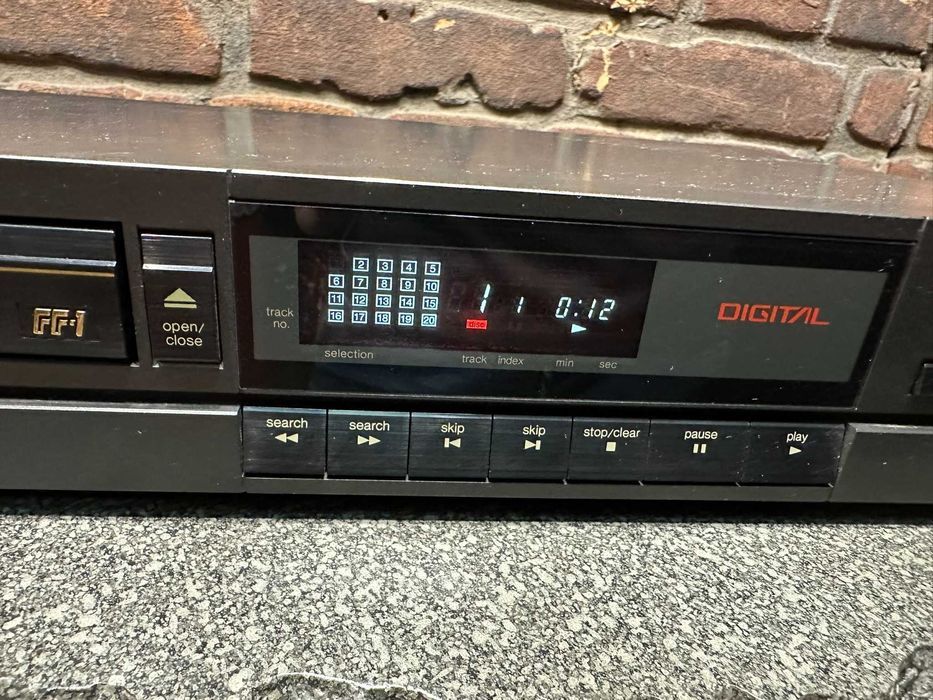 FF-1
open/
close
track
no.
2 3 4 5
6 7 8 9 10
11 12 13 14 15
16 17 18 19 20
1 1 0:12
disc
selection track index min sec
DIGITAL
search search skip skip stop/clear pause play